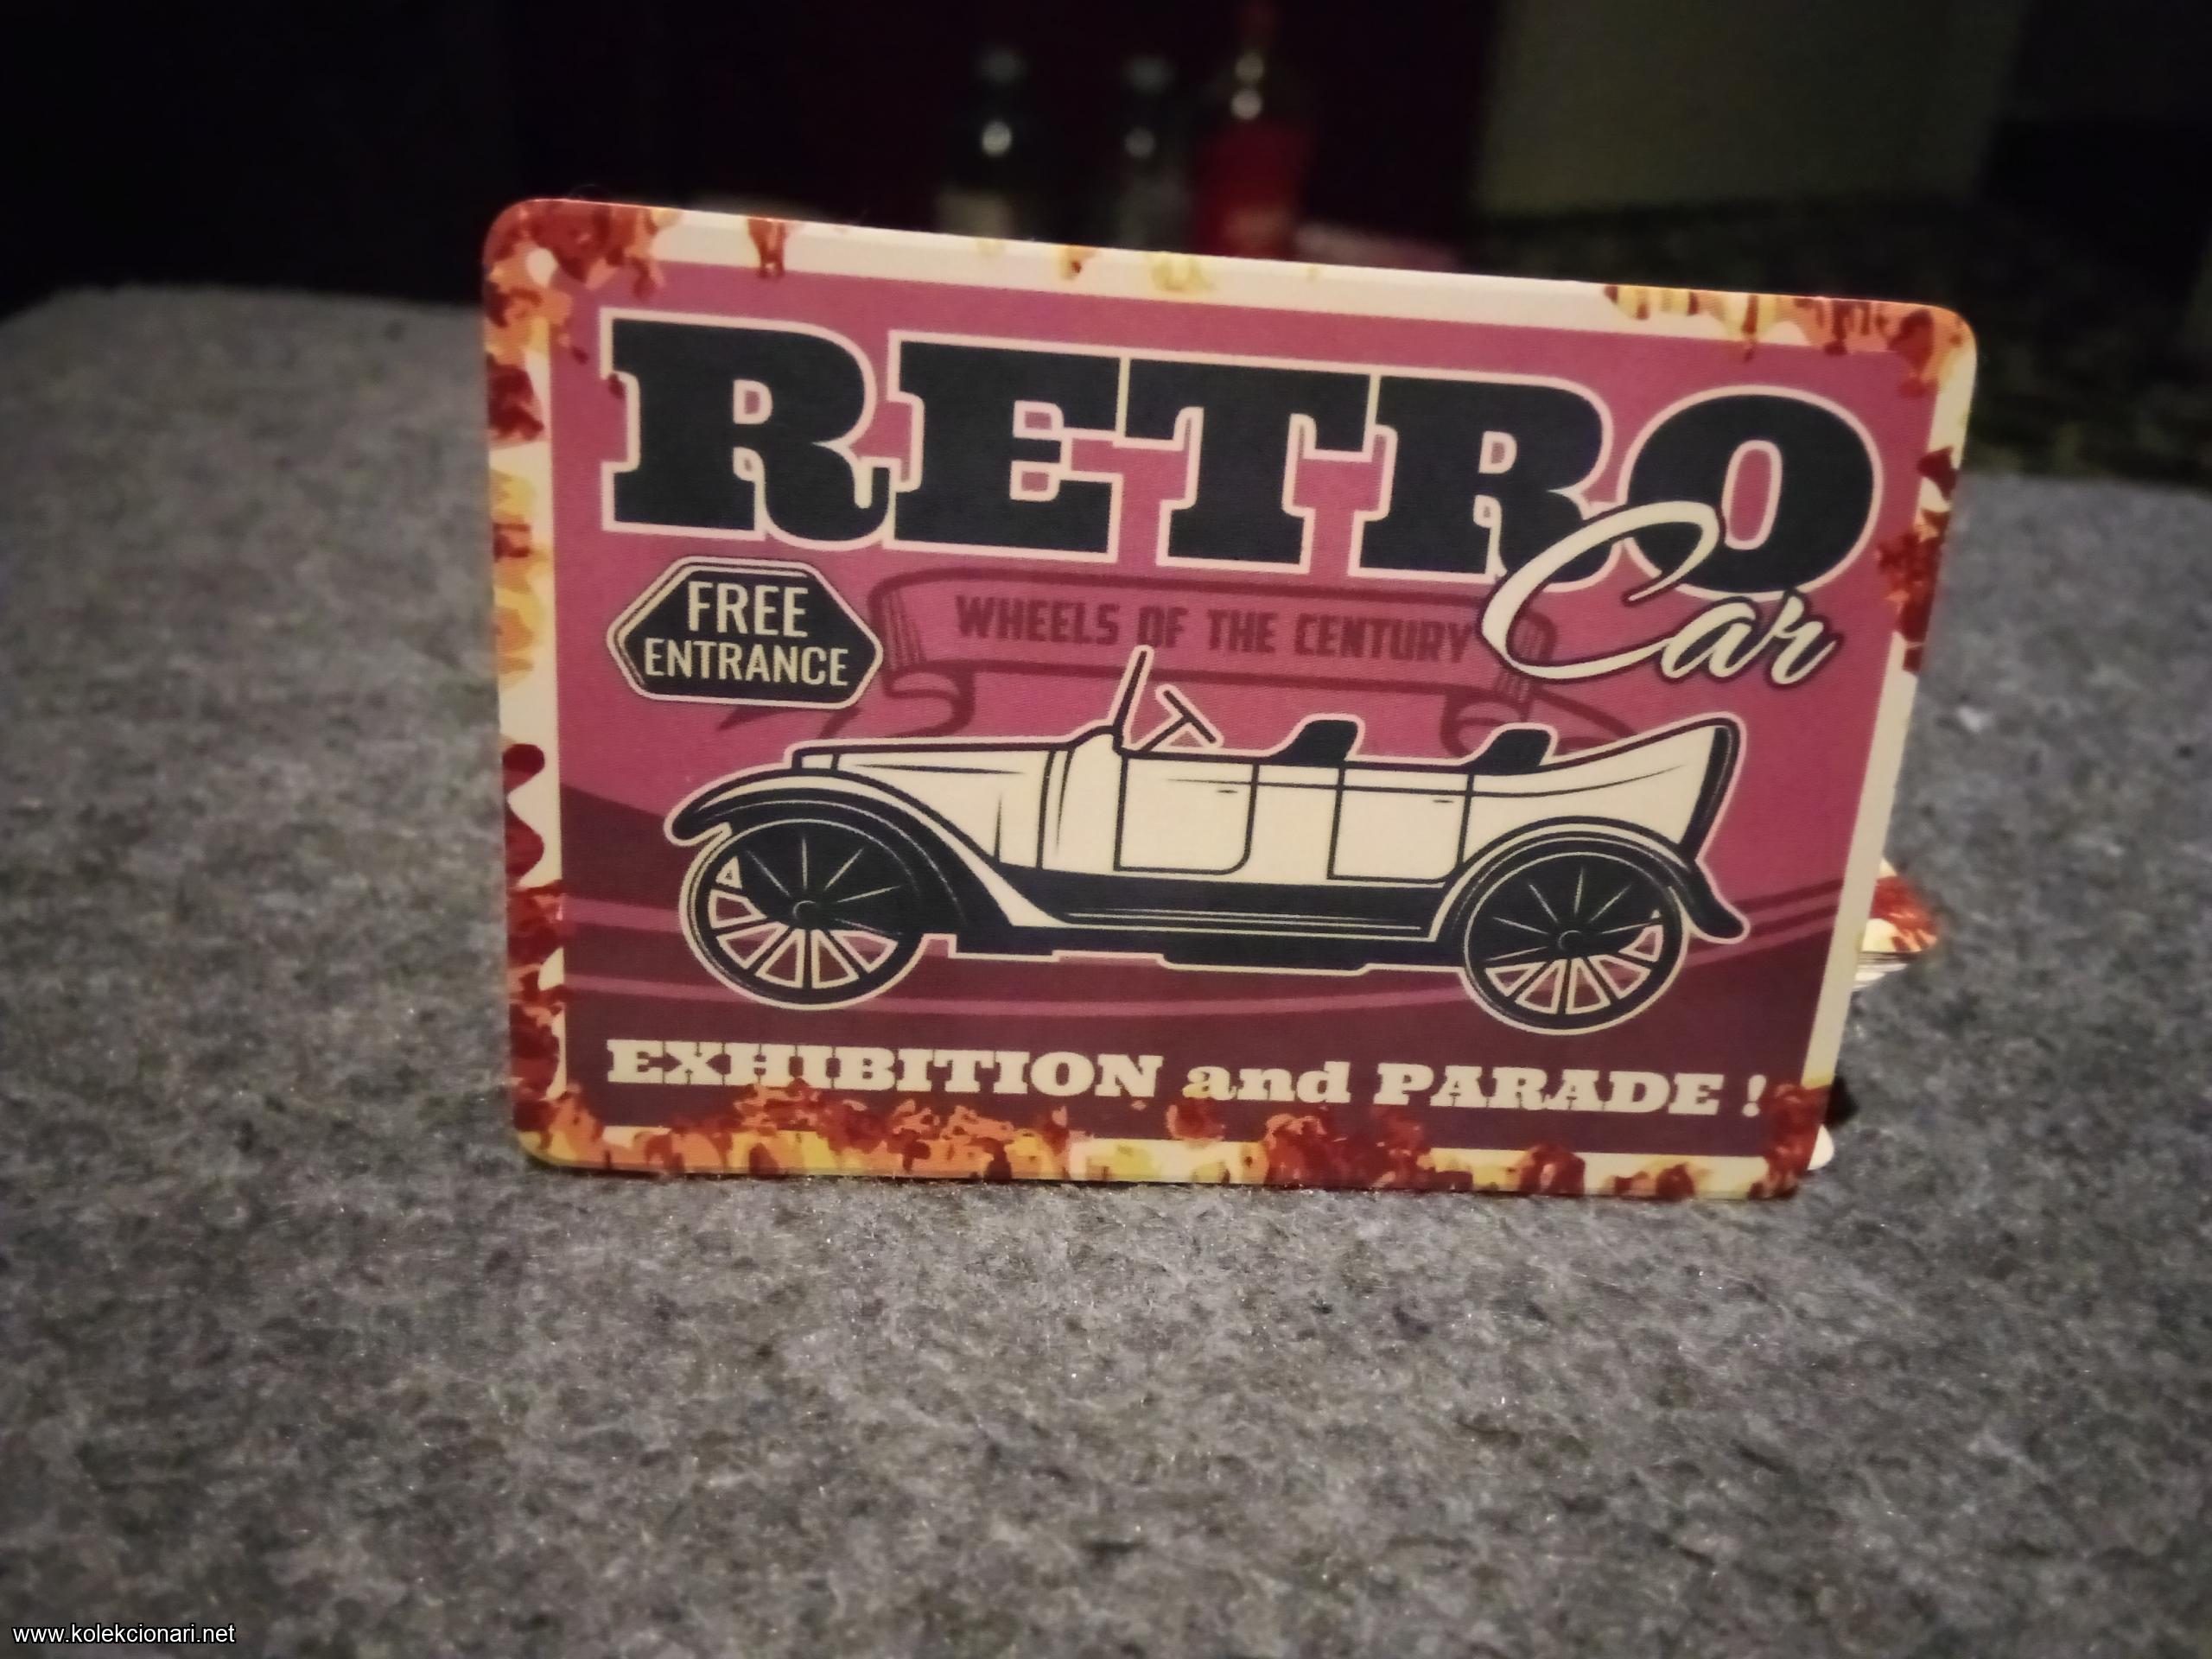 RETRO
Car
FREE
ENTRANCE
WHEELS OF THE CENTURY
EXHIBITION and PARADE !
www.kolekcionari.net